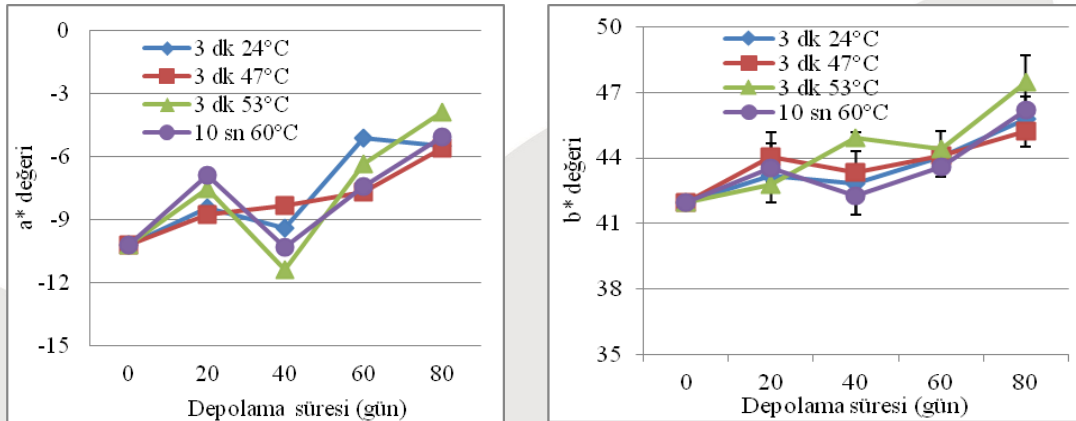 0
-3
-6
-9
-12
-15
a* değeri
3 dk 24°C
3 dk 47°C
3 dk 53°C
10 sn 60°C
0 20 40 60 80
Depolama süresi (gün)
50
47
44
41
38
35
b* değeri
3 dk 24°C
3 dk 47°C
3 dk 53°C
10 sn 60°C
0 20 40 60 80
Depolama süresi (gün)